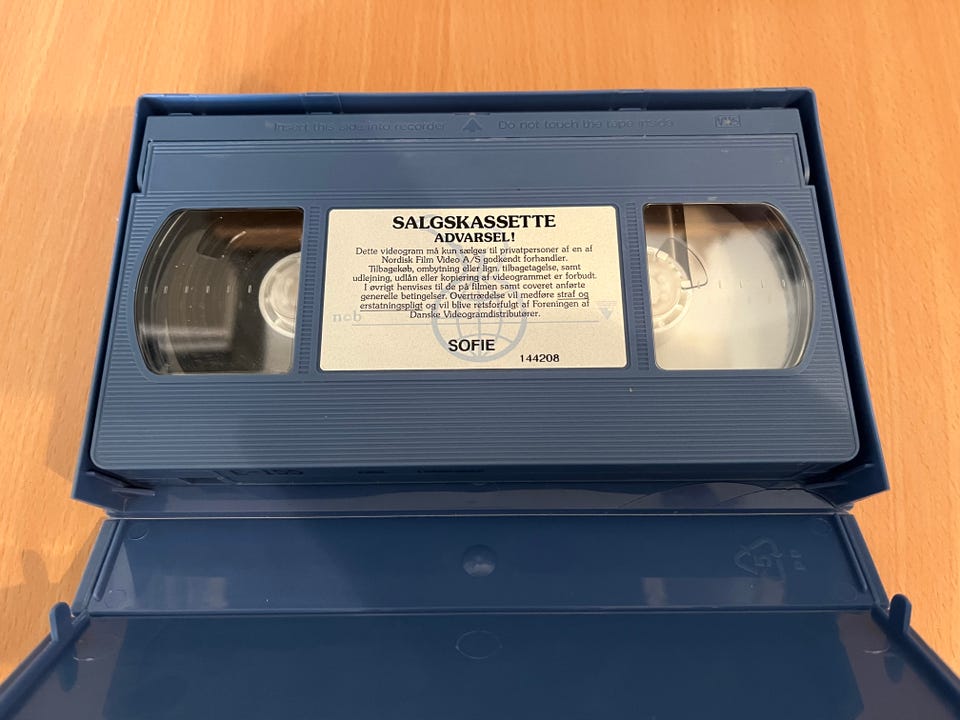 Insert this side into recorder Do not touch the tape inside VHS
SALGSKASSETTE
ADVARSEL!
Dette videogram må kun sælges til privatpersoner af en af
Nordisk Film Video A/S godkendt forhandler.
Tilbagekøb, ombytning eller lign. tilbagetagelse, samt
udlejning, udlån eller kopiering af videogrammet er forbudt.
I øvrigt henvises til de på filmen samt coveret anførte
generelle betingelser. Overtrædelse vil medføre straf og
erstatningspligt og vil blive retsforfulgt af Foreningen af
Danske Videogramdistributører.
ncb
SOFIE
144208
PP